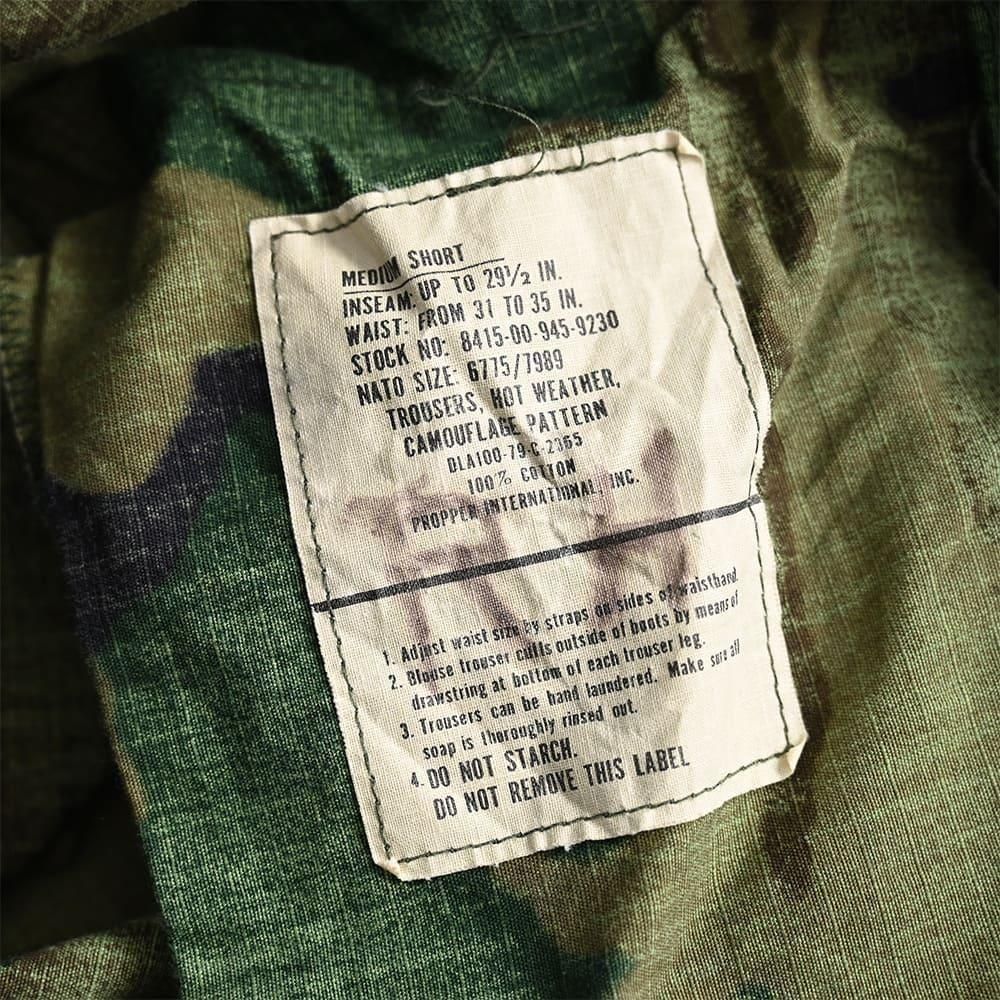 MEDIUM SHORT
INSEAM: UP TO 29½ IN.
WAIST: FROM 31 TO 35 IN.
STOCK NO: 8415-00-945-9230
NATO SIZE: 6775/7989
TROUSERS, HOT WEATHER,
CAMOUFLAGE PATTERN
DLA100-79-C-2365
100% COTTON
PROPPER INTERNATIONAL, INC.
1. Adjust waist size by straps on sides of waistband.
2. Blouse trouser cuffs outside of boots by means of
drawstring at bottom of each trouser leg.
3. Trousers can be hand laundered. Make sure all
soap is thoroughly rinsed out.
4. DO NOT STARCH.
DO NOT REMOVE THIS LABEL